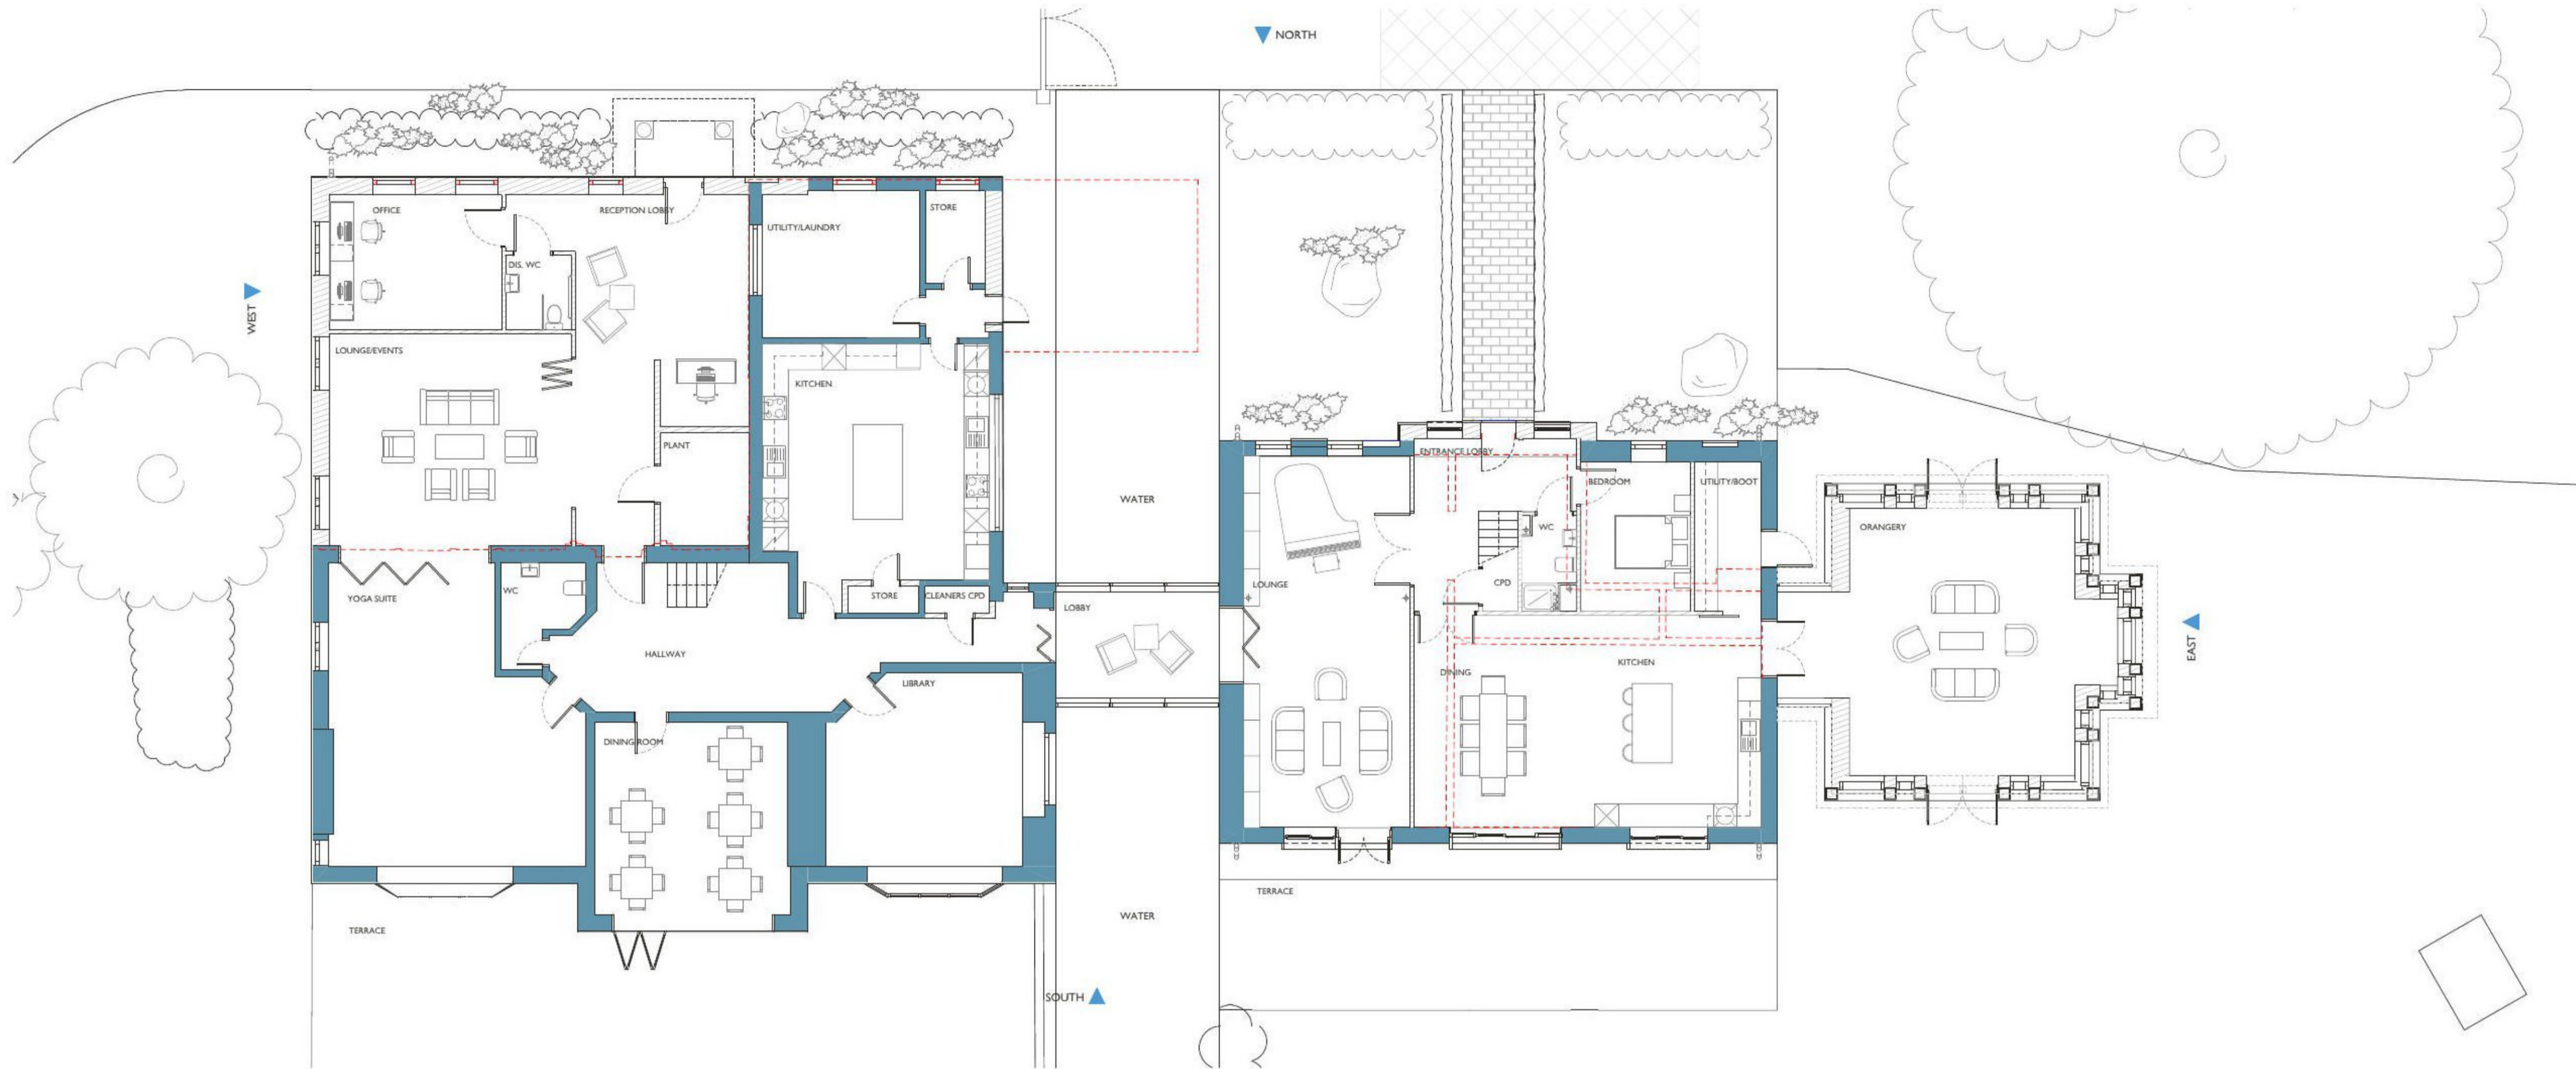 NORTH
OFFICE
RECEPTION LOBBY
STORE
UTILITY/LAUNDRY
DIS. WC
WEST
LOUNGE/EVENTS
KITCHEN
PLANT
WATER
ENTRANCE LOBBY
BEDROOM
UTILITY/BOOT
ORANGERY
WC
CPD
LOUNGE
YOGA SUITE
WC
STORE
CLEANERS CPD
LOBBY
HALLWAY
EAST
KITCHEN
DINING
LIBRARY
DINING ROOM
TERRACE
WATER
TERRACE
SOUTH